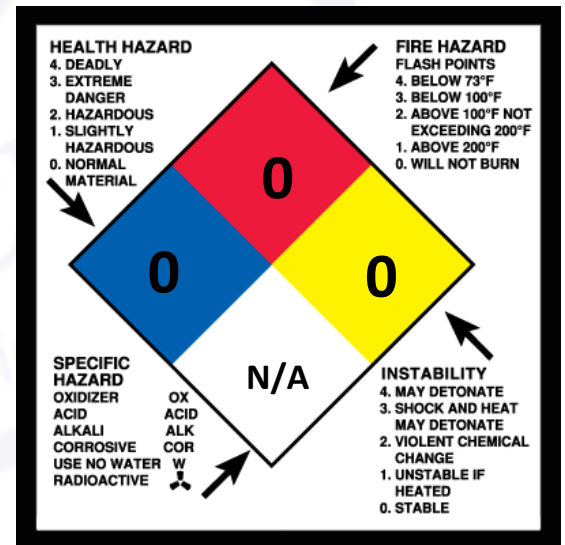 HEALTH HAZARD
4. DEADLY
3. EXTREME
DANGER
2. HAZARDOUS
1. SLIGHTLY
HAZARDOUS
0. NORMAL
MATERIAL
FIRE HAZARD
FLASH POINTS
4. BELOW 73°F
3. BELOW 100°F
2. ABOVE 100°F NOT
EXCEEDING 200°F
1. ABOVE 200°F
0. WILL NOT BURN
0
0
0
N/A
SPECIFIC
HAZARD
OXIDIZER OX
ACID ACID
ALKALI ALK
CORROSIVE COR
USE NO WATER W
RADIOACTIVE
INSTABILITY
4. MAY DETONATE
3. SHOCK AND HEAT
MAY DETONATE
2. VIOLENT CHEMICAL
CHANGE
1. UNSTABLE IF
HEATED
0. STABLE